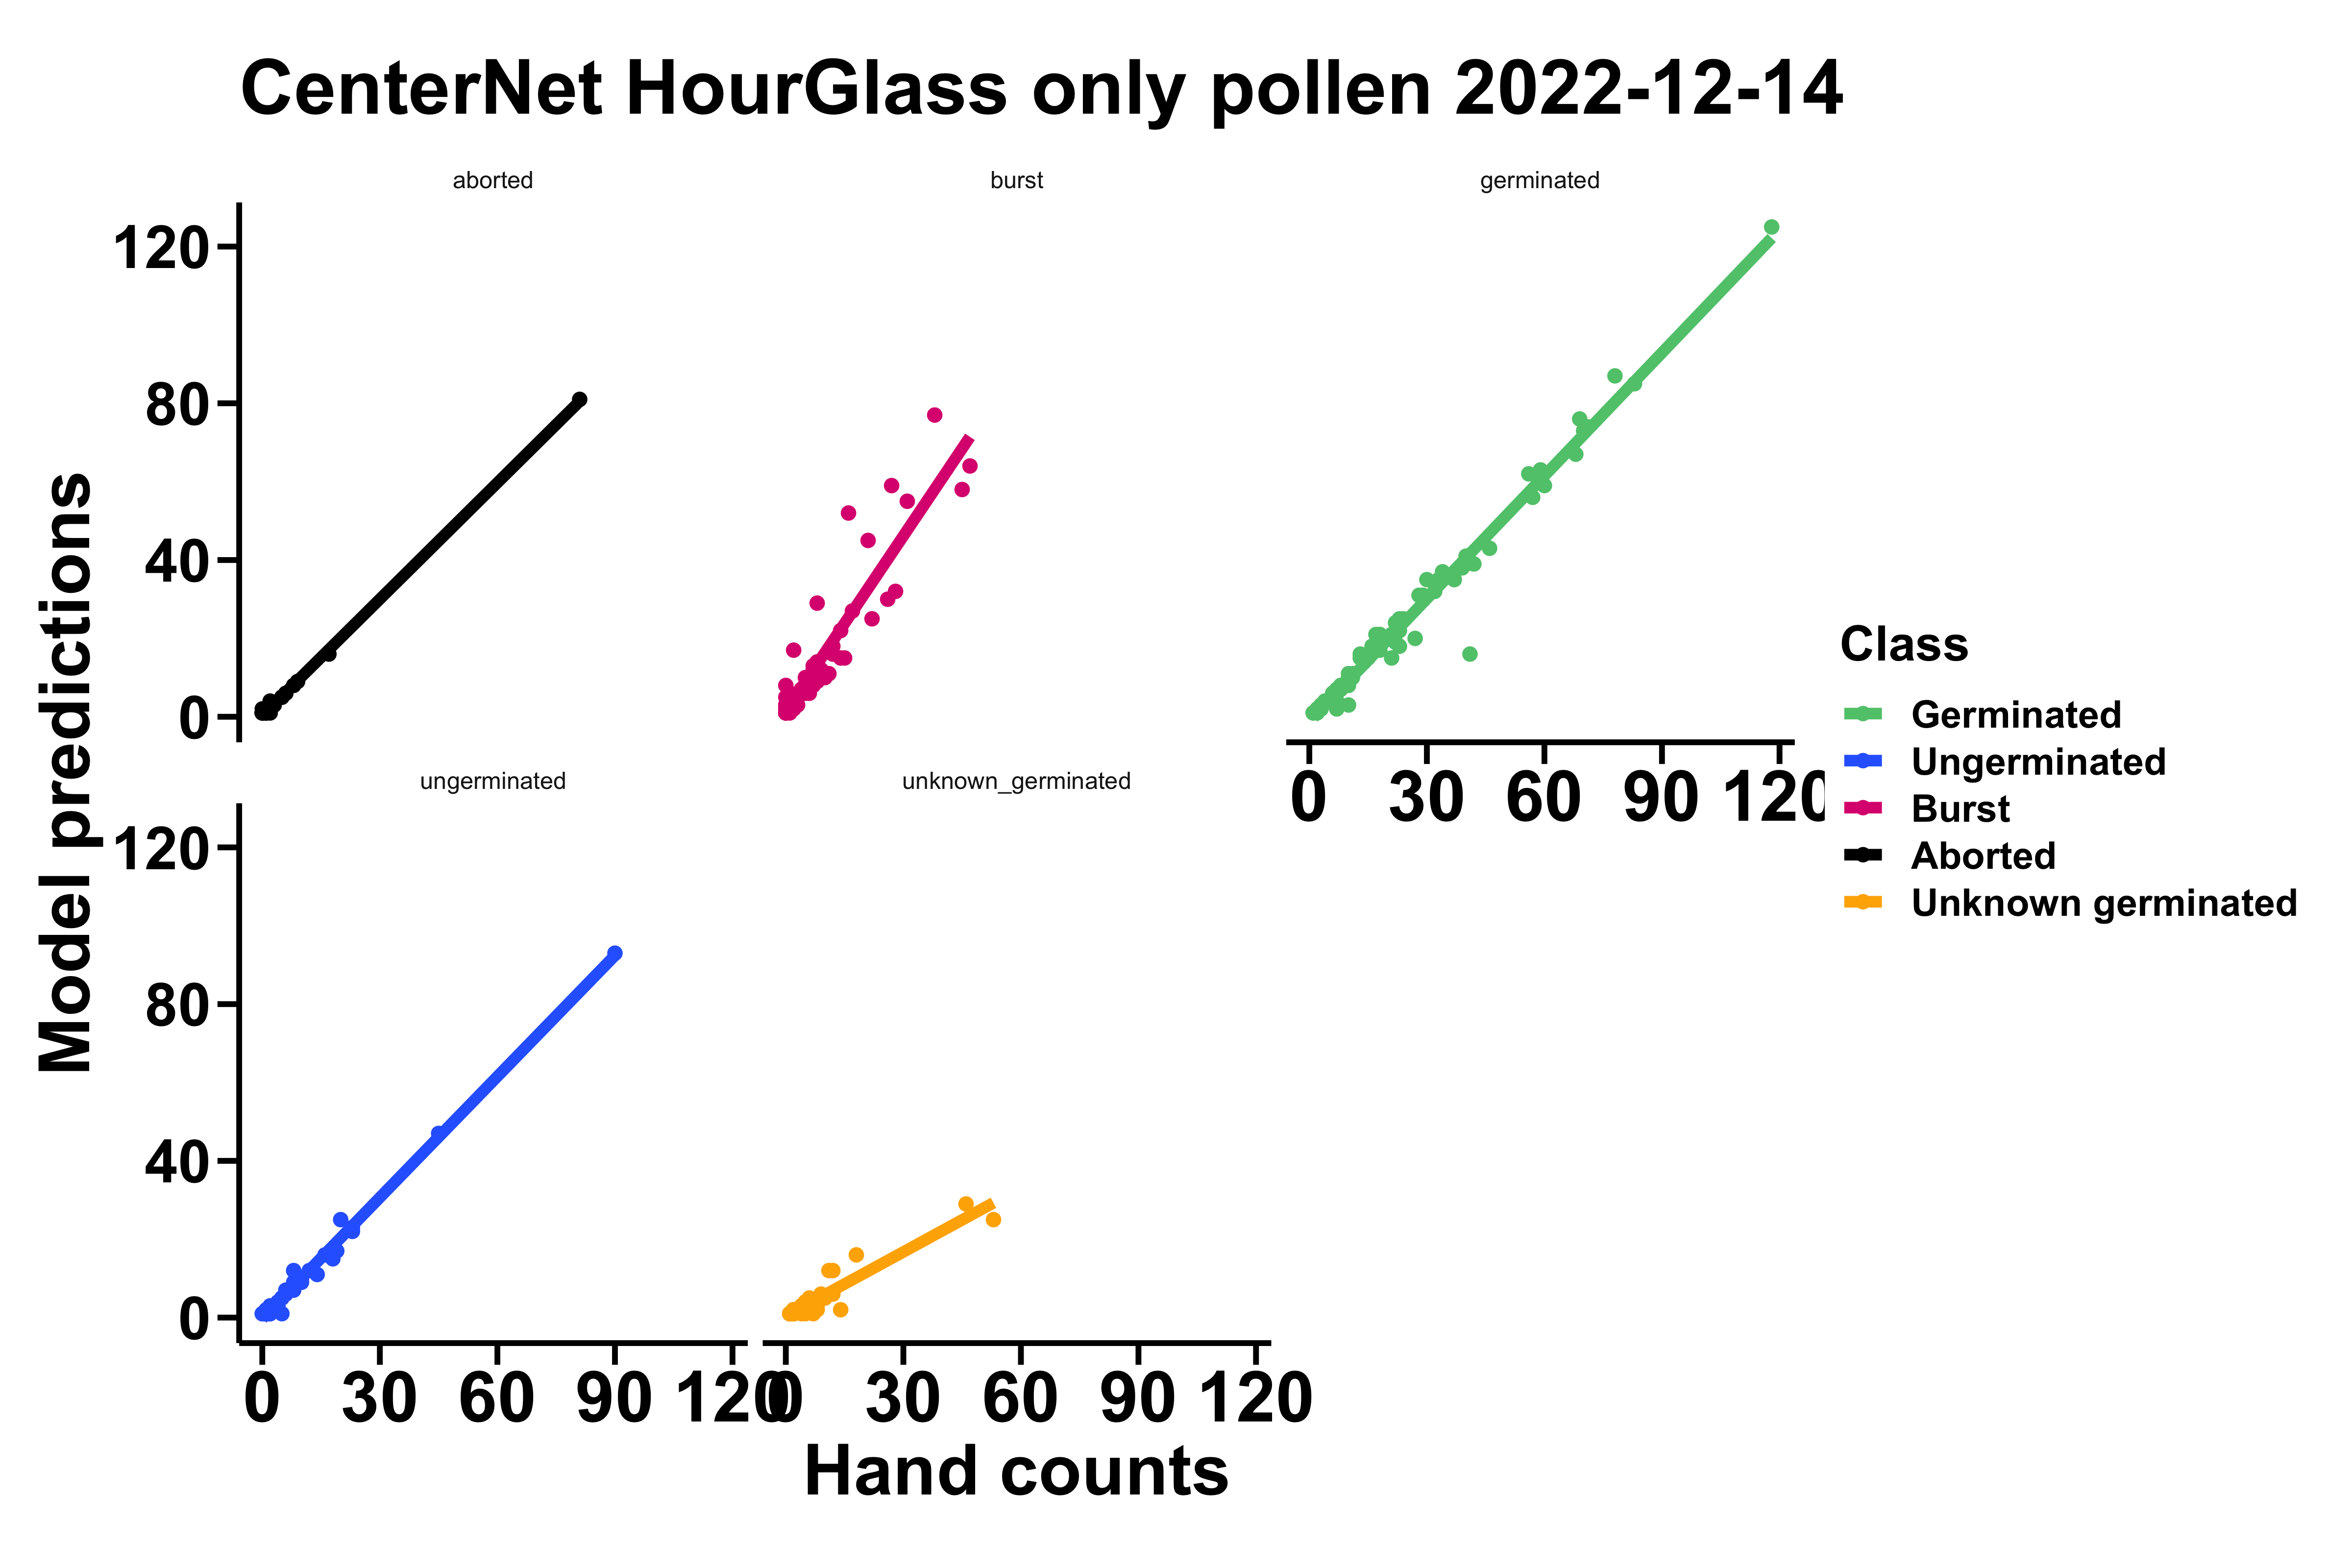 CenterNet HourGlass only pollen 2022-12-14
aborted
burst
germinated
120
80
40
0
0 30 60 90 120
ungerminated
unknown_germinated
120
80
40
0
0 30 60 90 120
0 30 60 90 120
Model predictions
Hand counts
Class
Germinated
Ungerminated
Burst
Aborted
Unknown germinated